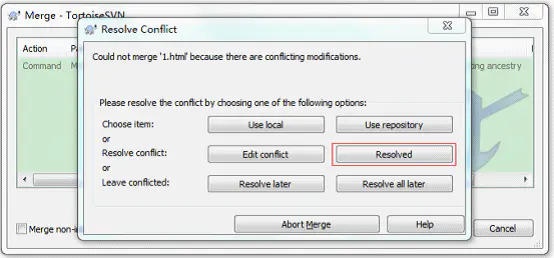 Merge - TortoiseSVN
Resolve Conflict
Action
Command
Could not merge '1.html' because there are conflicting modifications.
ancestry
Please resolve the conflict by choosing one of the following options:
Choose item:
Use local
Use repository
or
Resolve conflict:
Edit conflict
Resolved
or
Leave conflicted:
Resolve later
Resolve all later
Merge non-i
Abort Merge
Help
Cancel